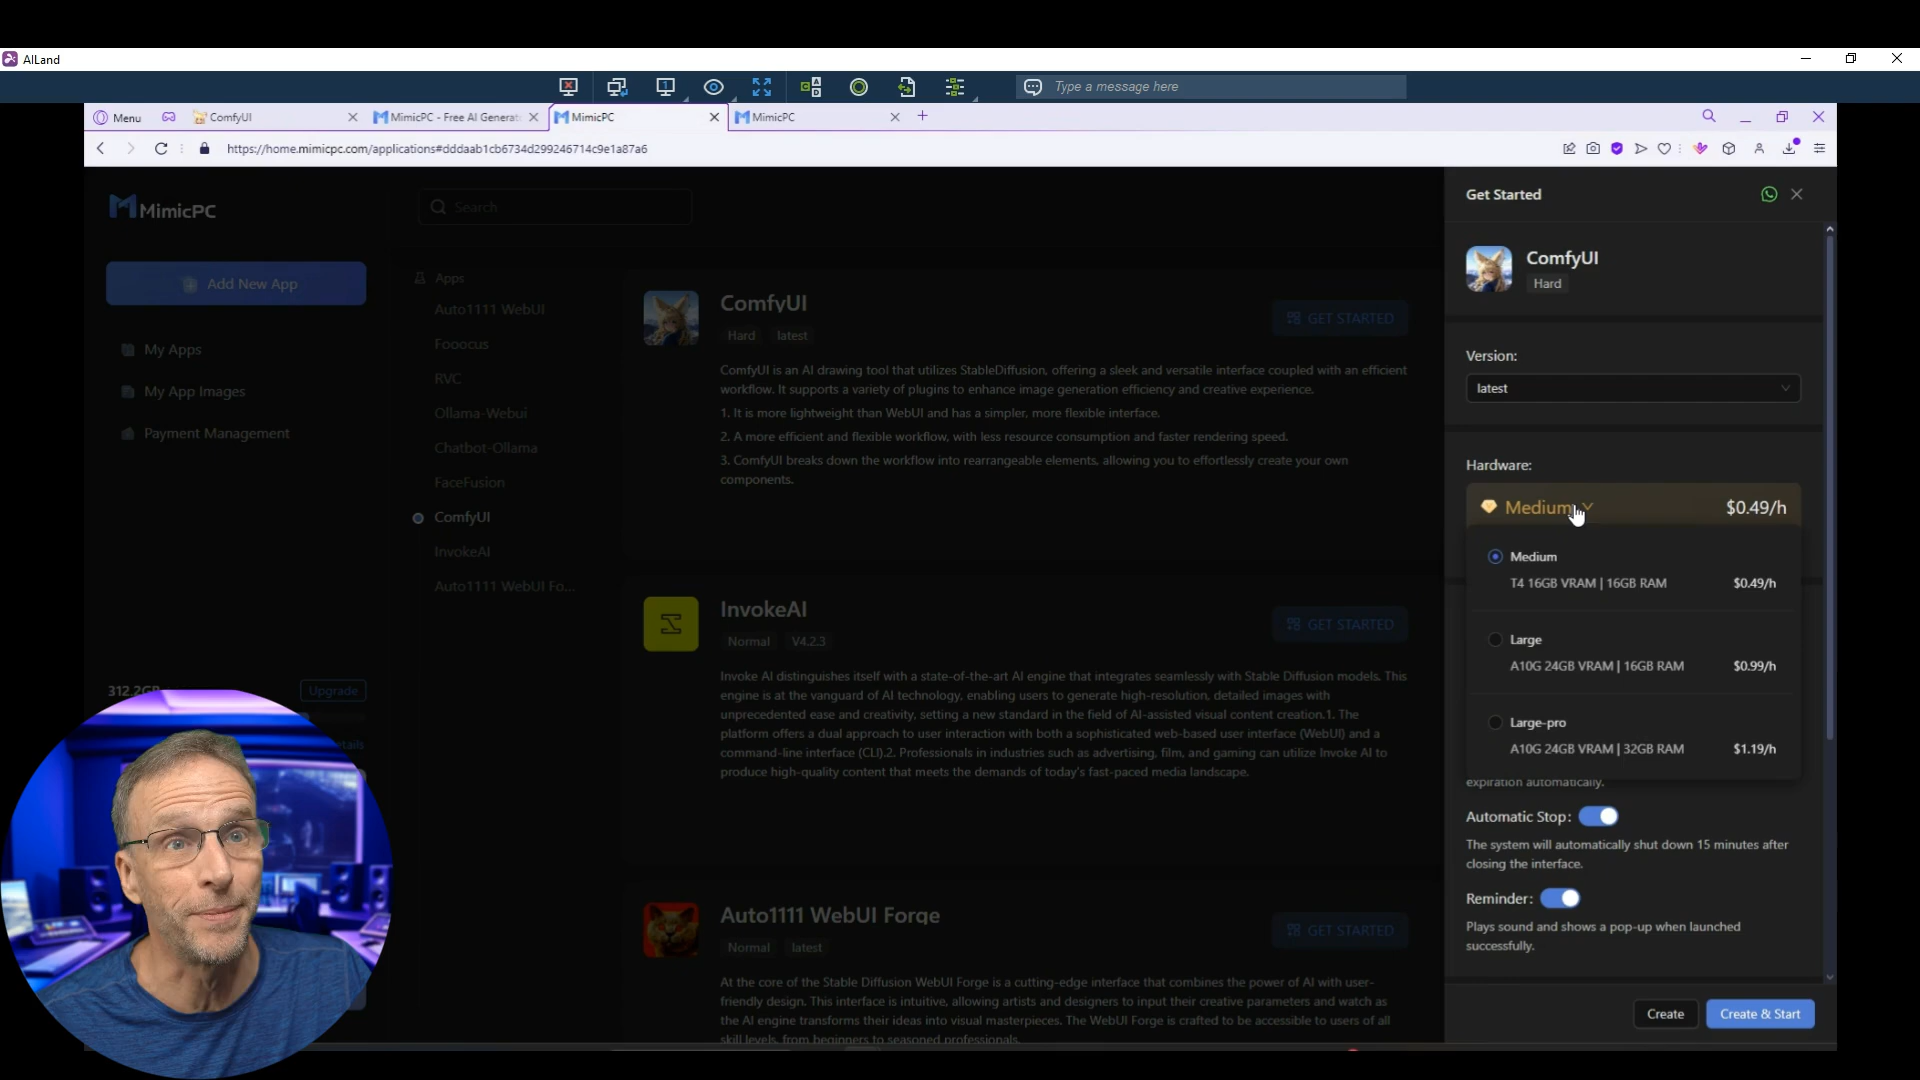 AILand
Type a message here
Menu
ComfyUI
MimicPC - Free AI Generat
MimicPC
MimicPC
https://home.mimicpc.com/applications#dddaab1cb6734d299246714c9e1a87a6
MimicPC
Search
Add New App
My Apps
My App Images
Payment Management
312.2GB
Upgrade
etails
Apps
Auto1111 WebUI
Fooocus
RVC
Ollama-Webui
Chatbot-Ollama
FaceFusion
ComfyUI
InvokeAI
Auto1111 WebUI Fo...
ComfyUI
Hard latest
GET STARTED
ComfyUI is an AI drawing tool that utilizes StableDiffusion, offering a sleek and versatile interface coupled with an efficient
workflow. It supports a variety of plugins to enhance image generation efficiency and creative experience.
1. It is more lightweight than WebUI and has a simpler, more flexible interface.
2. A more efficient and flexible workflow, with less resource consumption and faster rendering speed.
3. ComfyUI breaks down the workflow into rearrangeable elements, allowing you to effortlessly create your own
components.
InvokeAI
Normal V4.2.3
GET STARTED
Invoke AI distinguishes itself with a state-of-the-art AI engine that integrates seamlessly with Stable Diffusion models. This
engine is at the vanguard of AI technology, enabling users to generate high-resolution, detailed images with
unprecedented ease and creativity, setting a new standard in the field of AI-assisted visual content creation.1. The
platform offers a dual approach to user interaction with both a sophisticated web-based user interface (WebUI) and a
command-line interface (CLI).2. Professionals in industries such as advertising, film, and gaming can utilize Invoke AI to
produce high-quality content that meets the demands of today's fast-paced media landscape.
Auto1111 WebUI Forge
Normal latest
GET STARTED
At the core of the Stable Diffusion WebUI Forge is a cutting-edge interface that combines the power of AI with user-
friendly design. This interface is intuitive, allowing artists and designers to input their creative parameters and watch as
the AI engine transforms their ideas into visual masterpieces. The WebUI Forge is crafted to be accessible to users of all
skill levels, from beginners to seasoned professionals.
Get Started
ComfyUI
Hard
Version:
latest
Hardware:
Medium $0.49/h
Medium
T4 16GB VRAM | 16GB RAM $0.49/h
Large
A10G 24GB VRAM | 16GB RAM $0.99/h
Large-pro
A10G 24GB VRAM | 32GB RAM $1.19/h
expiration automatically.
Automatic Stop:
The system will automatically shut down 15 minutes after
closing the interface.
Reminder:
Plays sound and shows a pop-up when launched
successfully.
Create
Create & Start